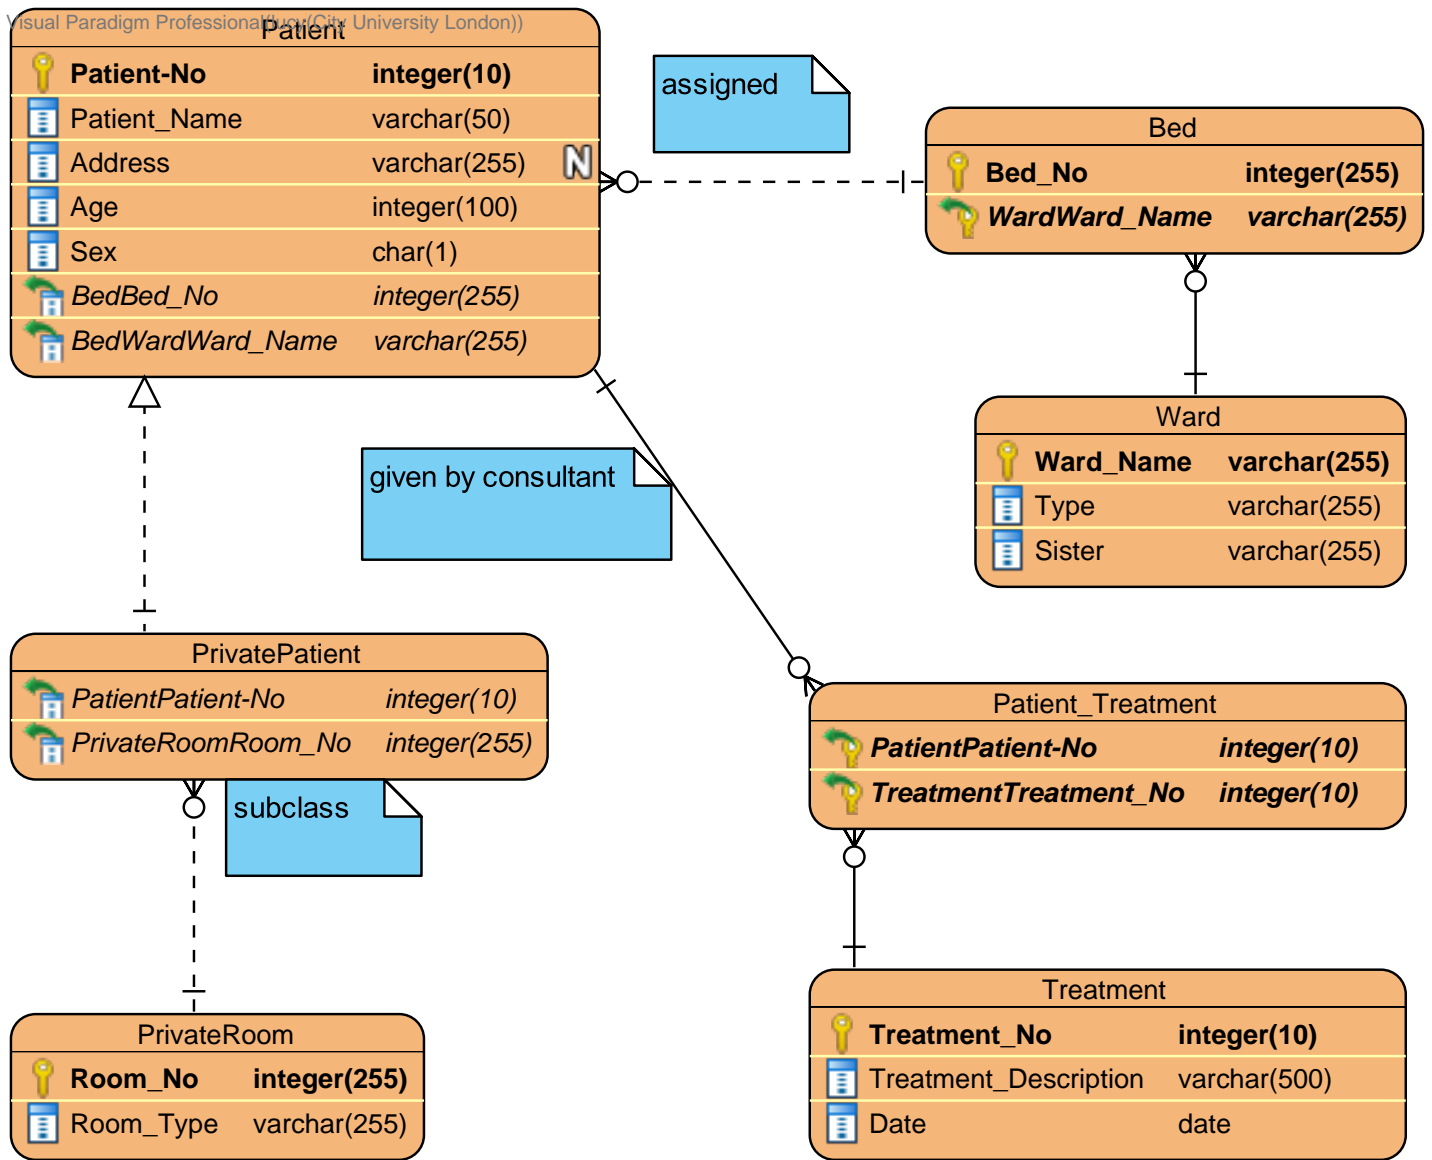 Visual Paradigm Professional(lucy(City University London))
Patient
Patient-No integer(10)
Patient_Name varchar(50)
Address varchar(255) N
Age integer(100)
Sex char(1)
BedBed_No integer(255)
BedWardWard_Name varchar(255)
assigned
Bed
Bed_No integer(255)
WardWard_Name varchar(255)
Ward
Ward_Name varchar(255)
Type varchar(255)
Sister varchar(255)
given by consultant
PrivatePatient
PatientPatient-No integer(10)
PrivateRoomRoom_No integer(255)
subclass
Patient_Treatment
PatientPatient-No integer(10)
TreatmentTreatment_No integer(10)
PrivateRoom
Room_No integer(255)
Room_Type varchar(255)
Treatment
Treatment_No integer(10)
Treatment_Description varchar(500)
Date date